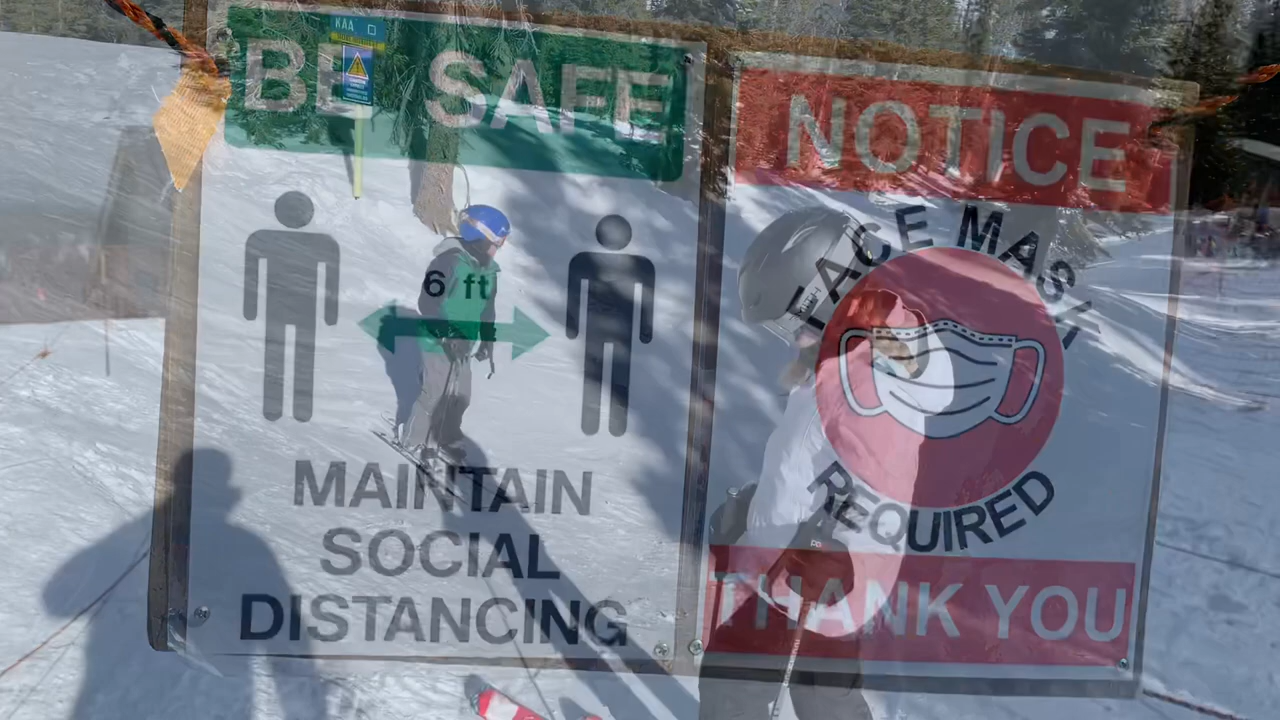 BE SAFE
6 ft
MAINTAIN
SOCIAL
DISTANCING
NOTICE
FACE MASK
REQUIRED
THANK YOU